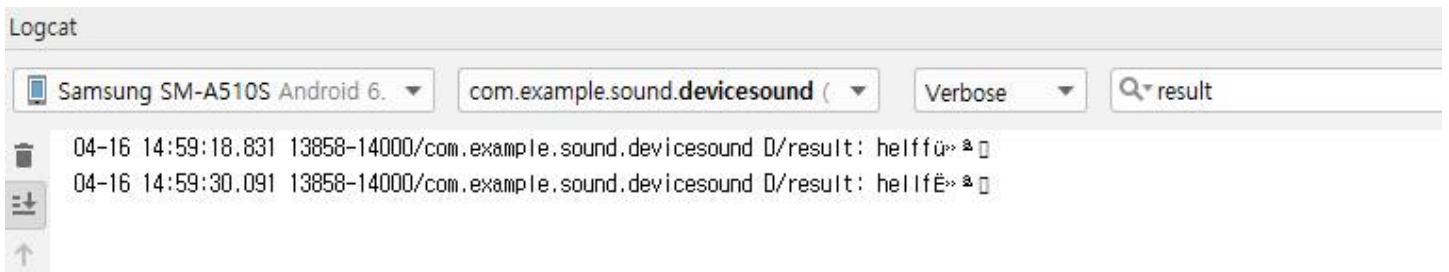 Logcat
Samsung SM-A510S Android 6. com.example.sound.devicesound ( Verbose result
04-16 14:59:18.831 13858-14000/com.example.sound.devicesound D/result: helffü»ª▯
04-16 14:59:30.091 13858-14000/com.example.sound.devicesound D/result: hellfË»ª▯